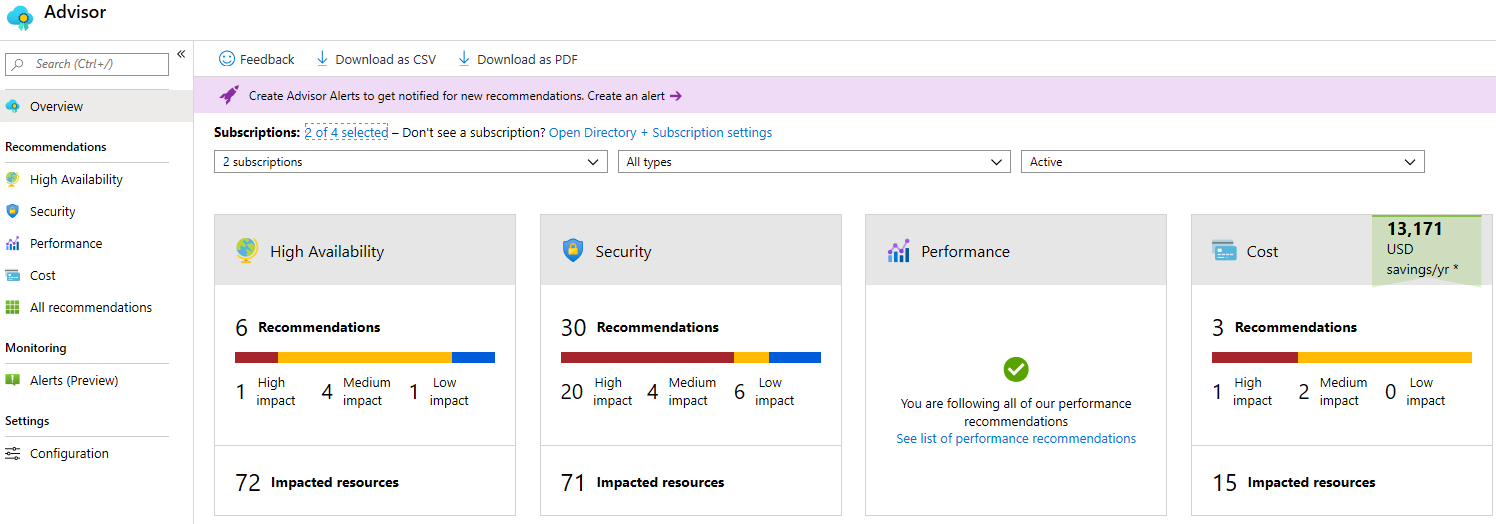 Advisor
Search (Ctrl+/)
«
Overview
Recommendations
High Availability
Security
Performance
Cost
All recommendations
Monitoring
Alerts (Preview)
Settings
Configuration
Feedback
Download as CSV
Download as PDF
Create Advisor Alerts to get notified for new recommendations. Create an alert →
Subscriptions: 2 of 4 selected – Don't see a subscription? Open Directory + Subscription settings
2 subscriptions
All types
Active
High Availability
6 Recommendations
1 High impact
4 Medium impact
1 Low impact
72 Impacted resources
Security
30 Recommendations
20 High impact
4 Medium impact
6 Low impact
71 Impacted resources
Performance
You are following all of our performance
recommendations
See list of performance recommendations
Cost
13,171
USD
savings/yr *
3 Recommendations
1 High impact
2 Medium impact
0 Low impact
15 Impacted resources